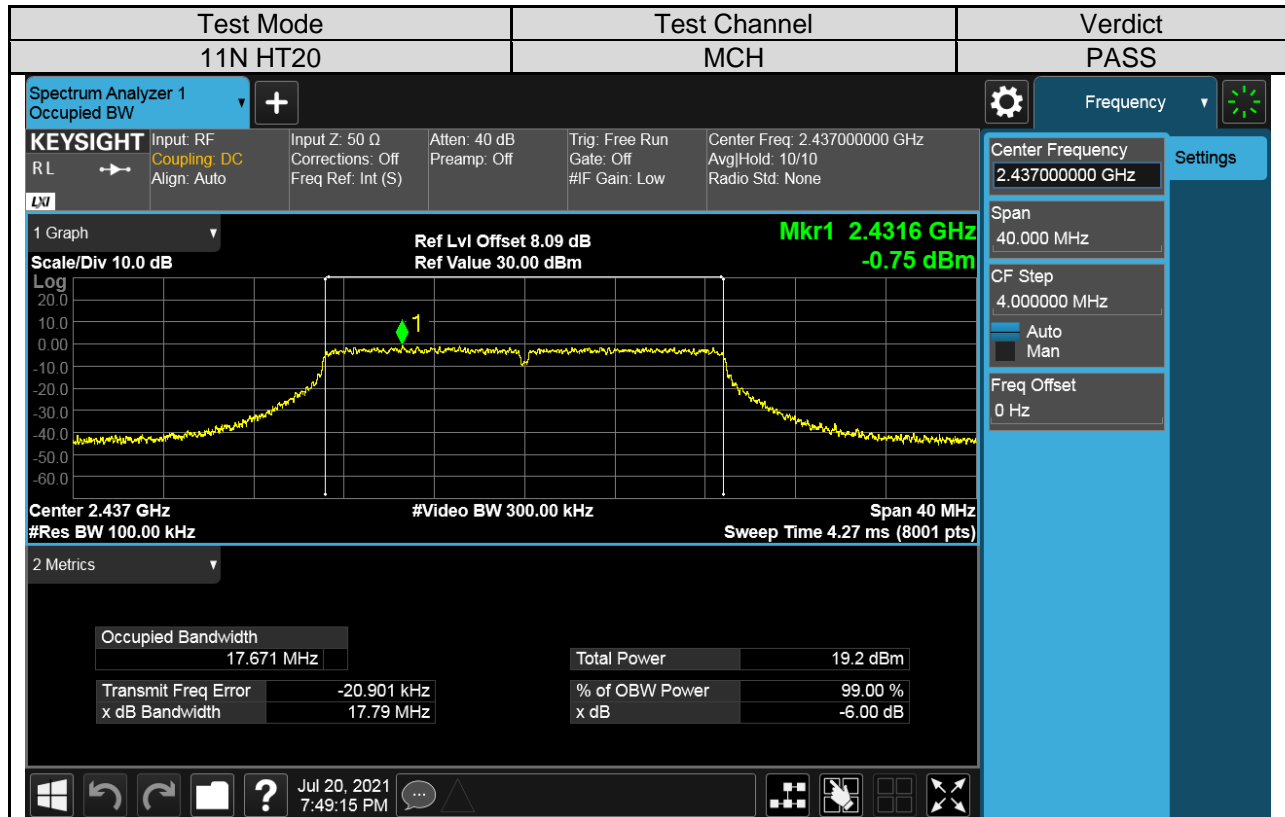 Test Mode Test Channel Verdict
11N HT20 MCH PASS
Spectrum Analyzer 1
Occupied BW
+
Frequency
KEYSIGHT Input: RF Input Z: 50 Ω Atten: 40 dB Trig: Free Run Center Freq: 2.437000000 GHz
RL Coupling: DC Corrections: Off Preamp: Off Gate: Off Avg|Hold: 10/10
Align: Auto Freq Ref: Int (S) #IF Gain: Low Radio Std: None
LXI
Center Frequency
2.437000000 GHz
Settings
Span
40.000 MHz
CF Step
4.000000 MHz
Auto
Man
Freq Offset
0 Hz
1 Graph Ref Lvl Offset 8.09 dB Mkr1 2.4316 GHz
Scale/Div 10.0 dB Ref Value 30.00 dBm -0.75 dBm
Log
20.0
10.0
0.00
-10.0
-20.0
-30.0
-40.0
-50.0
-60.0
1
Center 2.437 GHz #Video BW 300.00 kHz Span 40 MHz
#Res BW 100.00 kHz Sweep Time 4.27 ms (8001 pts)
2 Metrics
Occupied Bandwidth
17.671 MHz Total Power 19.2 dBm
Transmit Freq Error -20.901 kHz % of OBW Power 99.00 %
x dB Bandwidth 17.79 MHz x dB -6.00 dB
? Jul 20, 2021
7:49:15 PM